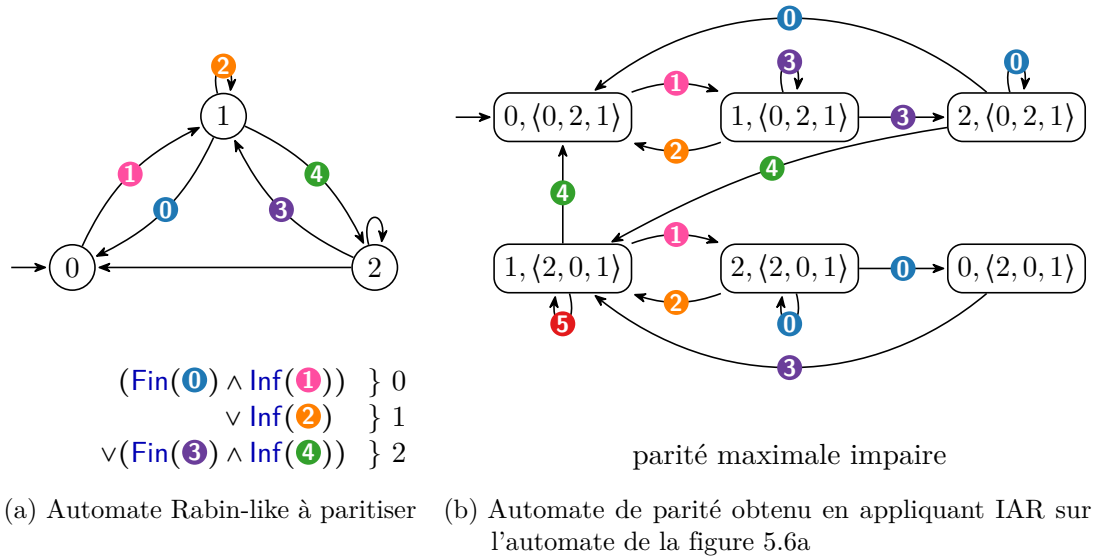 0
2
3
0
1
0, ⟨0, 2, 1⟩
1, ⟨0, 2, 1⟩
3
2, ⟨0, 2, 1⟩
1
2
1
4
4
4
0
3
1
0
2
1, ⟨2, 0, 1⟩
2, ⟨2, 0, 1⟩
0
0, ⟨2, 0, 1⟩
2
5
0
3
(Fin(0) ∧ Inf(1)) } 0
∨ Inf(2) } 1
∨(Fin(3) ∧ Inf(4)) } 2
parité maximale impaire
(a) Automate Rabin-like à paritiser
(b) Automate de parité obtenu en appliquant IAR sur
l'automate de la figure 5.6a